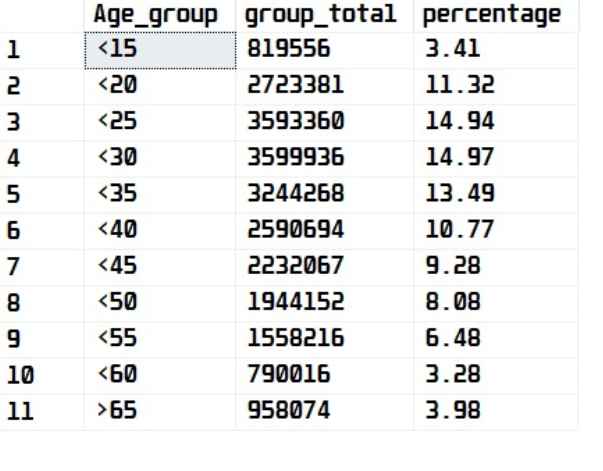 Age_group group_total percentage
1 <15 819556 3.41
2 <20 2723381 11.32
3 <25 3593360 14.94
4 <30 3599936 14.97
5 <35 3244268 13.49
6 <40 2590694 10.77
7 <45 2232067 9.28
8 <50 1944152 8.08
9 <55 1558216 6.48
10 <60 790016 3.28
11 >65 958074 3.98